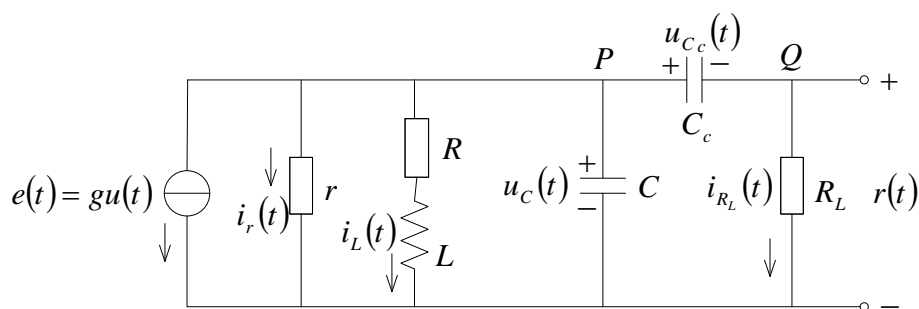 u_{C_c}(t)
P + − Q
C_c +
R
e(t) = gu(t) r u_C(t) + − C i_{R_L}(t) R_L r(t)
i_r(t) i_L(t)
L
−